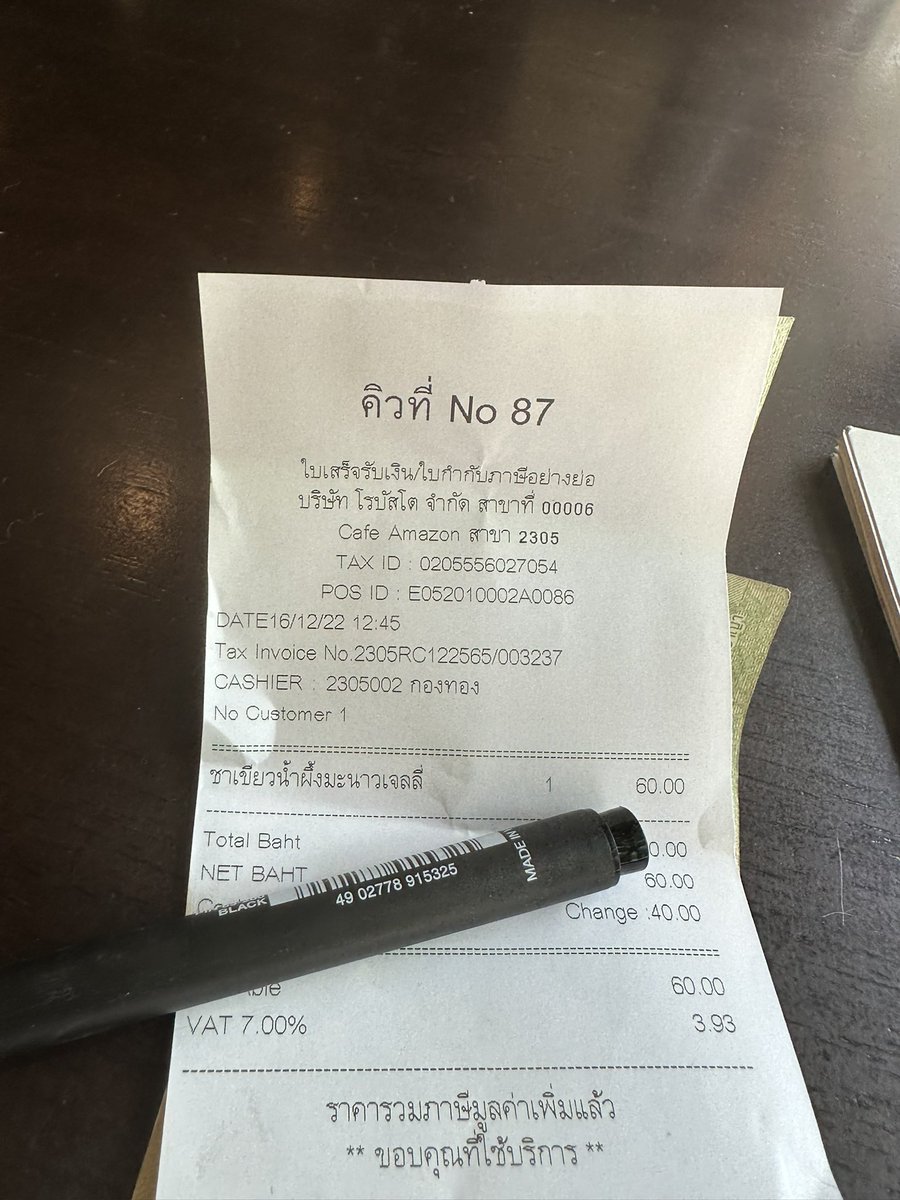 คิวที่ No 87
ใบเสร็จรับเงิน/ใบกำกับภาษีอย่างย่อ
บริษัท โรบัสโต จำกัด สาขาที่ 00006
Cafe Amazon สาขา 2305
TAX ID : 0205556027054
POS ID : E052010002A0086
DATE16/12/22 12:45
Tax Invoice No.2305RC122565/003237
CASHIER : 2305002 กองทอง
No Customer 1
ชาเขียวน้ำผึ้งมะนาวเจลลี่ 1 60.00
Total Baht 0.00
NET BAHT 60.00
Change :40.00
60.00
VAT 7.00% 3.93
ราคารวมภาษีมูลค่าเพิ่มแล้ว
** ขอบคุณที่ใช้บริการ **
BLACK
49 02778 915325
MADE IN